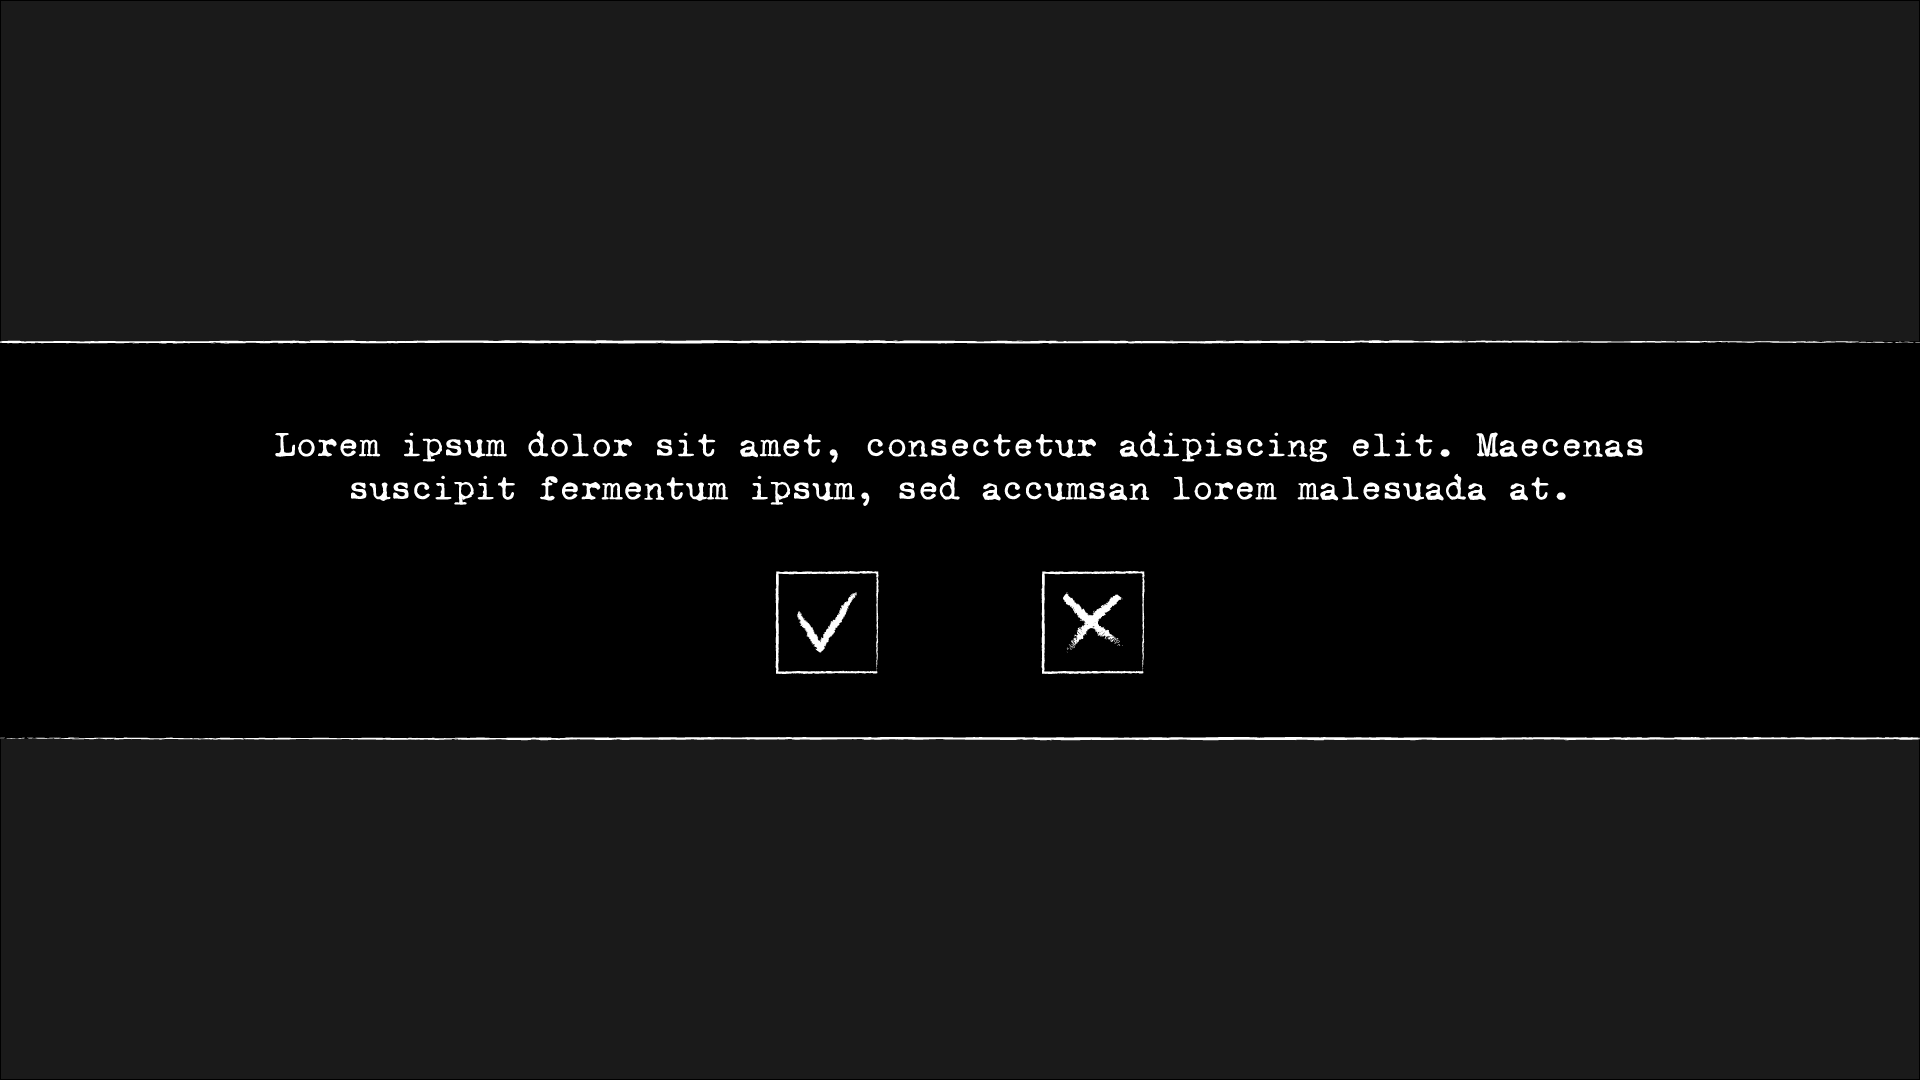 Lorem ipsum dolor sit amet, consectetur adipiscing elit. Maecenas
suscipit fermentum ipsum, sed accumsan lorem malesuada at.